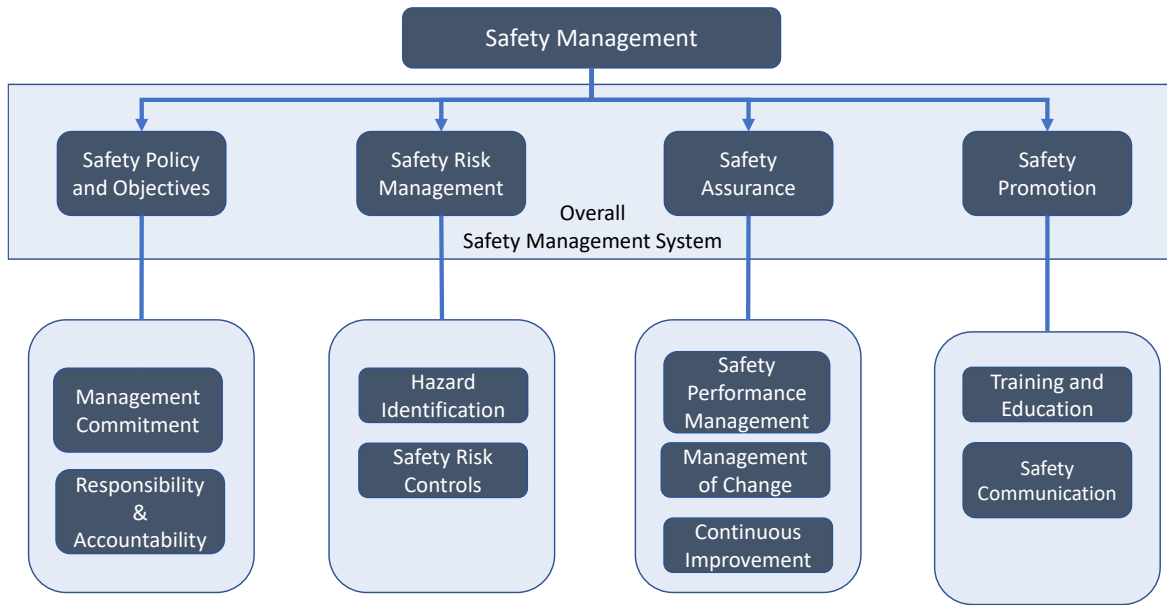 Safety Management
Safety Policy
and Objectives
Safety Risk
Management
Safety
Assurance
Safety
Promotion
Overall
Safety Management System
Management
Commitment
Responsibility
&
Accountability
Hazard
Identification
Safety Risk
Controls
Safety
Performance
Management
Management
of Change
Continuous
Improvement
Training and
Education
Safety
Communication